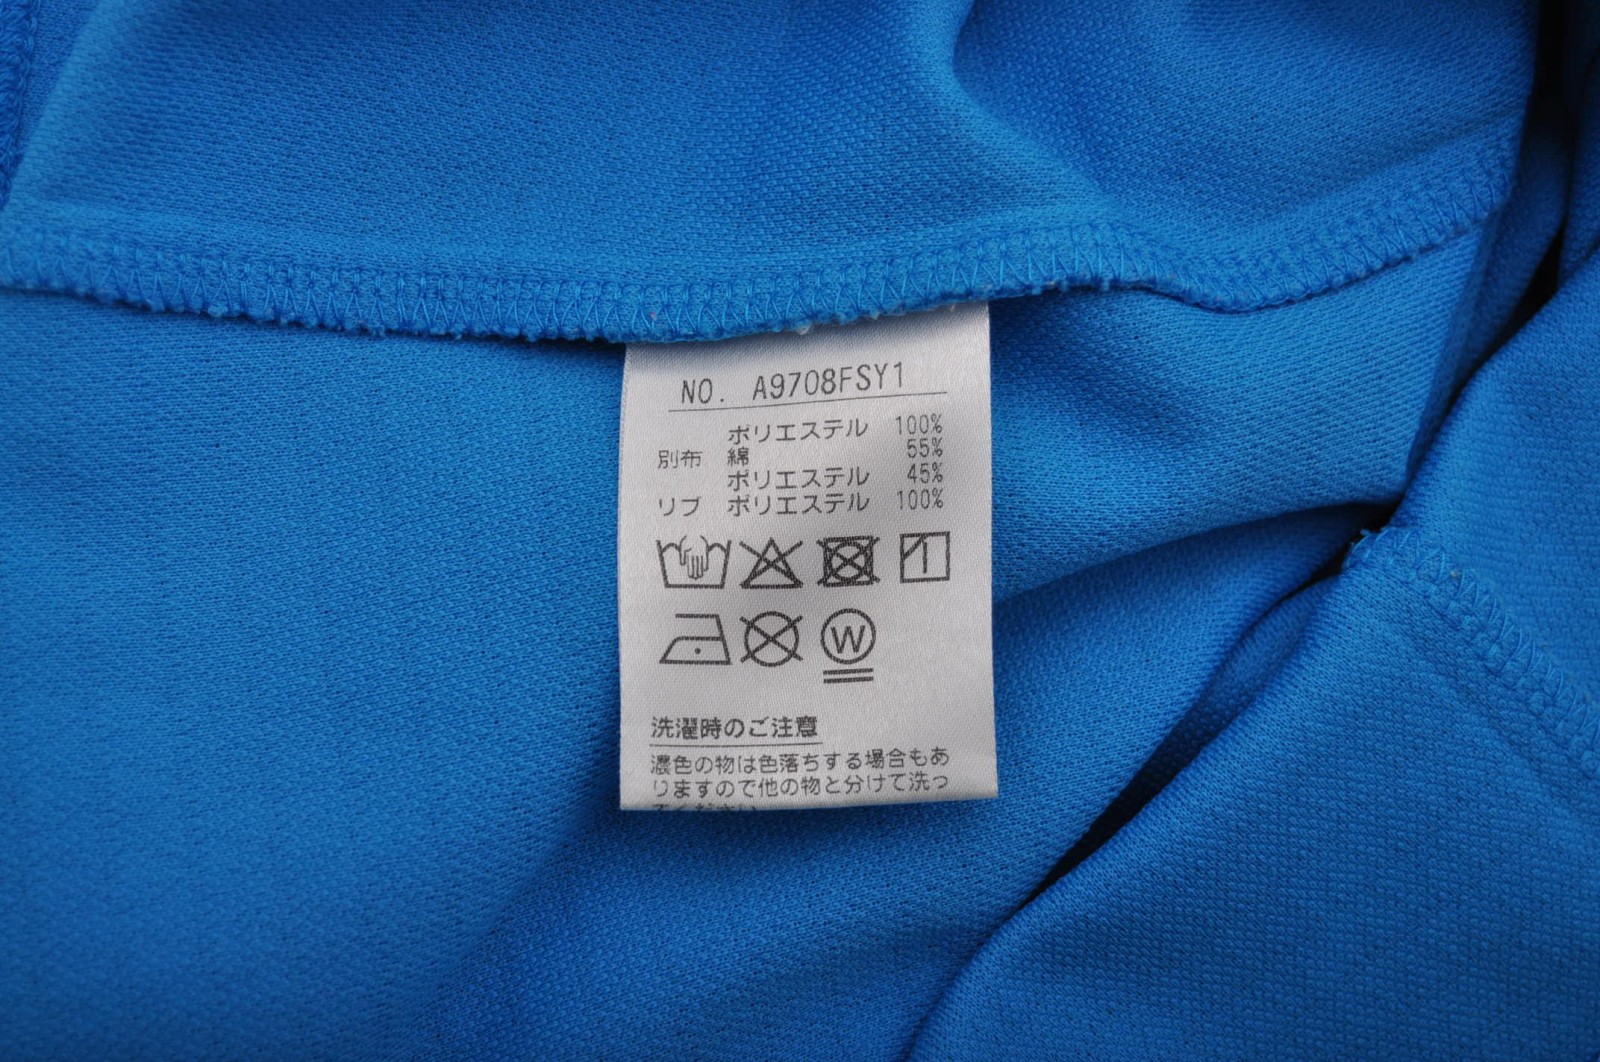 NO. A9708FSY1
ポリエステル 100%
別布 綿 55%
ポリエステル 45%
リブ ポリエステル 100%
1
W
洗濯時のご注意
濃色の物は色落ちする場合もあ
りますので他の物と分けて洗っ